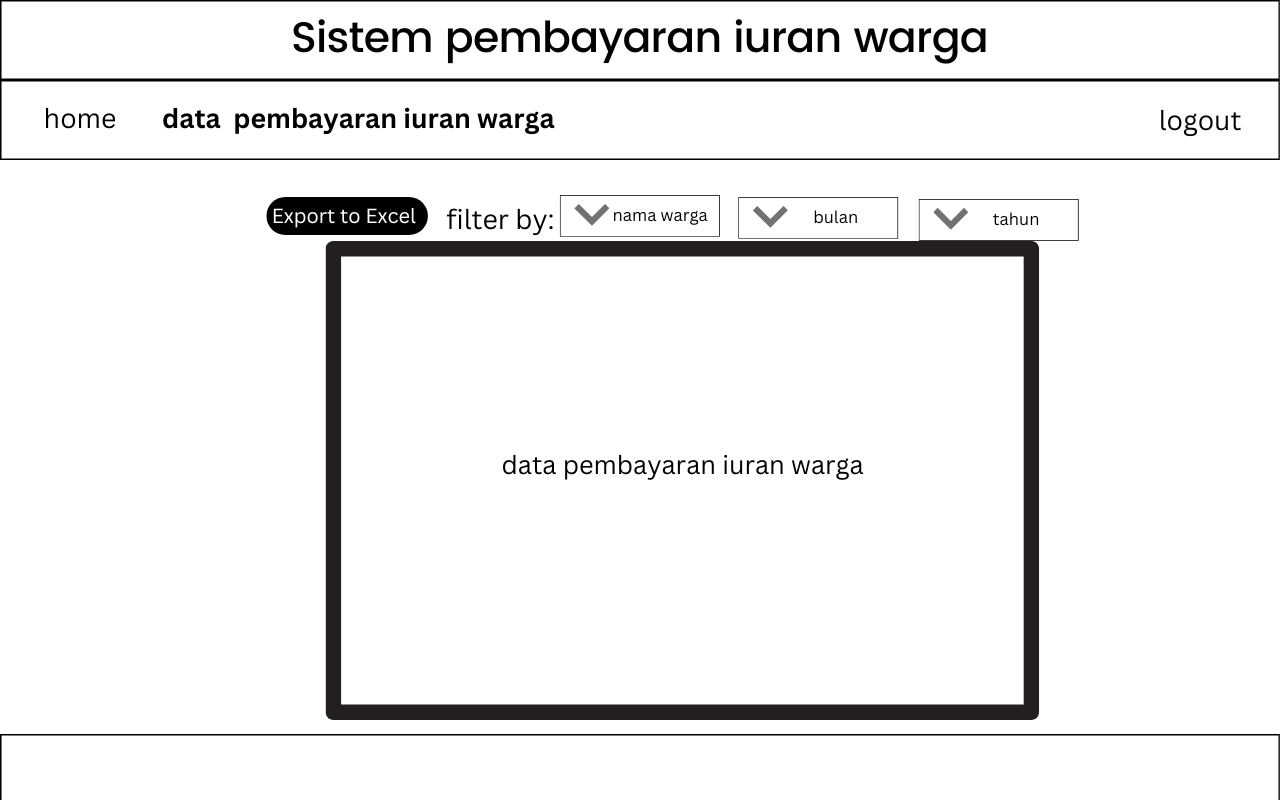 Sistem pembayaran iuran warga
home data pembayaran iuran warga logout
Export to Excel filter by: nama warga bulan tahun
data pembayaran iuran warga